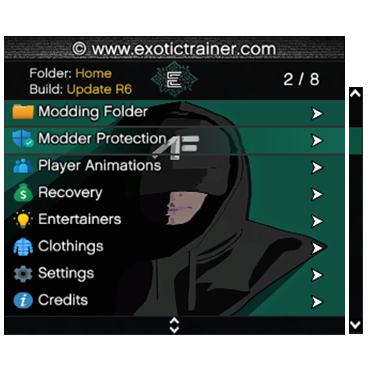 © www.exotictrainer.com
Folder: Home
Build: Update R6
E
2 / 8
Modding Folder
Modder Protection
AF
Player Animations
Recovery
Entertainers
Clothings
Settings
Credits